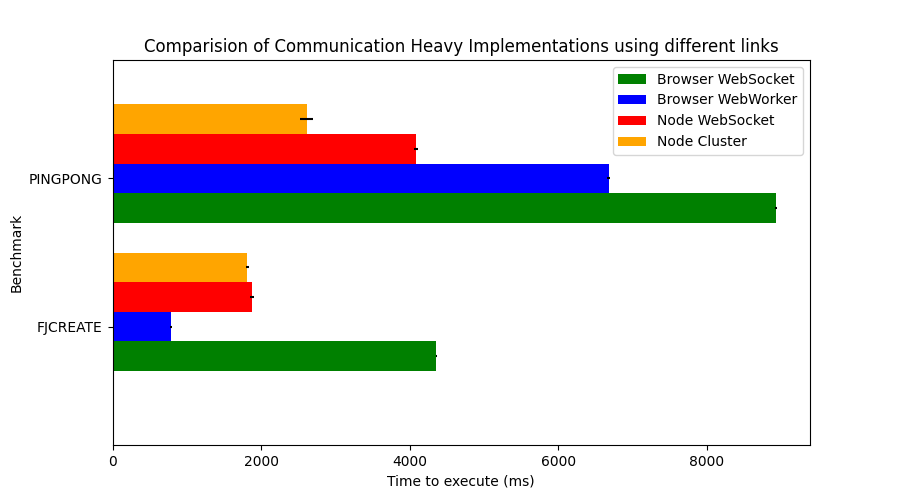 Comparision of Communication Heavy Implementations using different links
Browser WebSocket
Browser WebWorker
Node WebSocket
Node Cluster
PINGPONG
FJCREATE
Benchmark
0 2000 4000 6000 8000
Time to execute (ms)